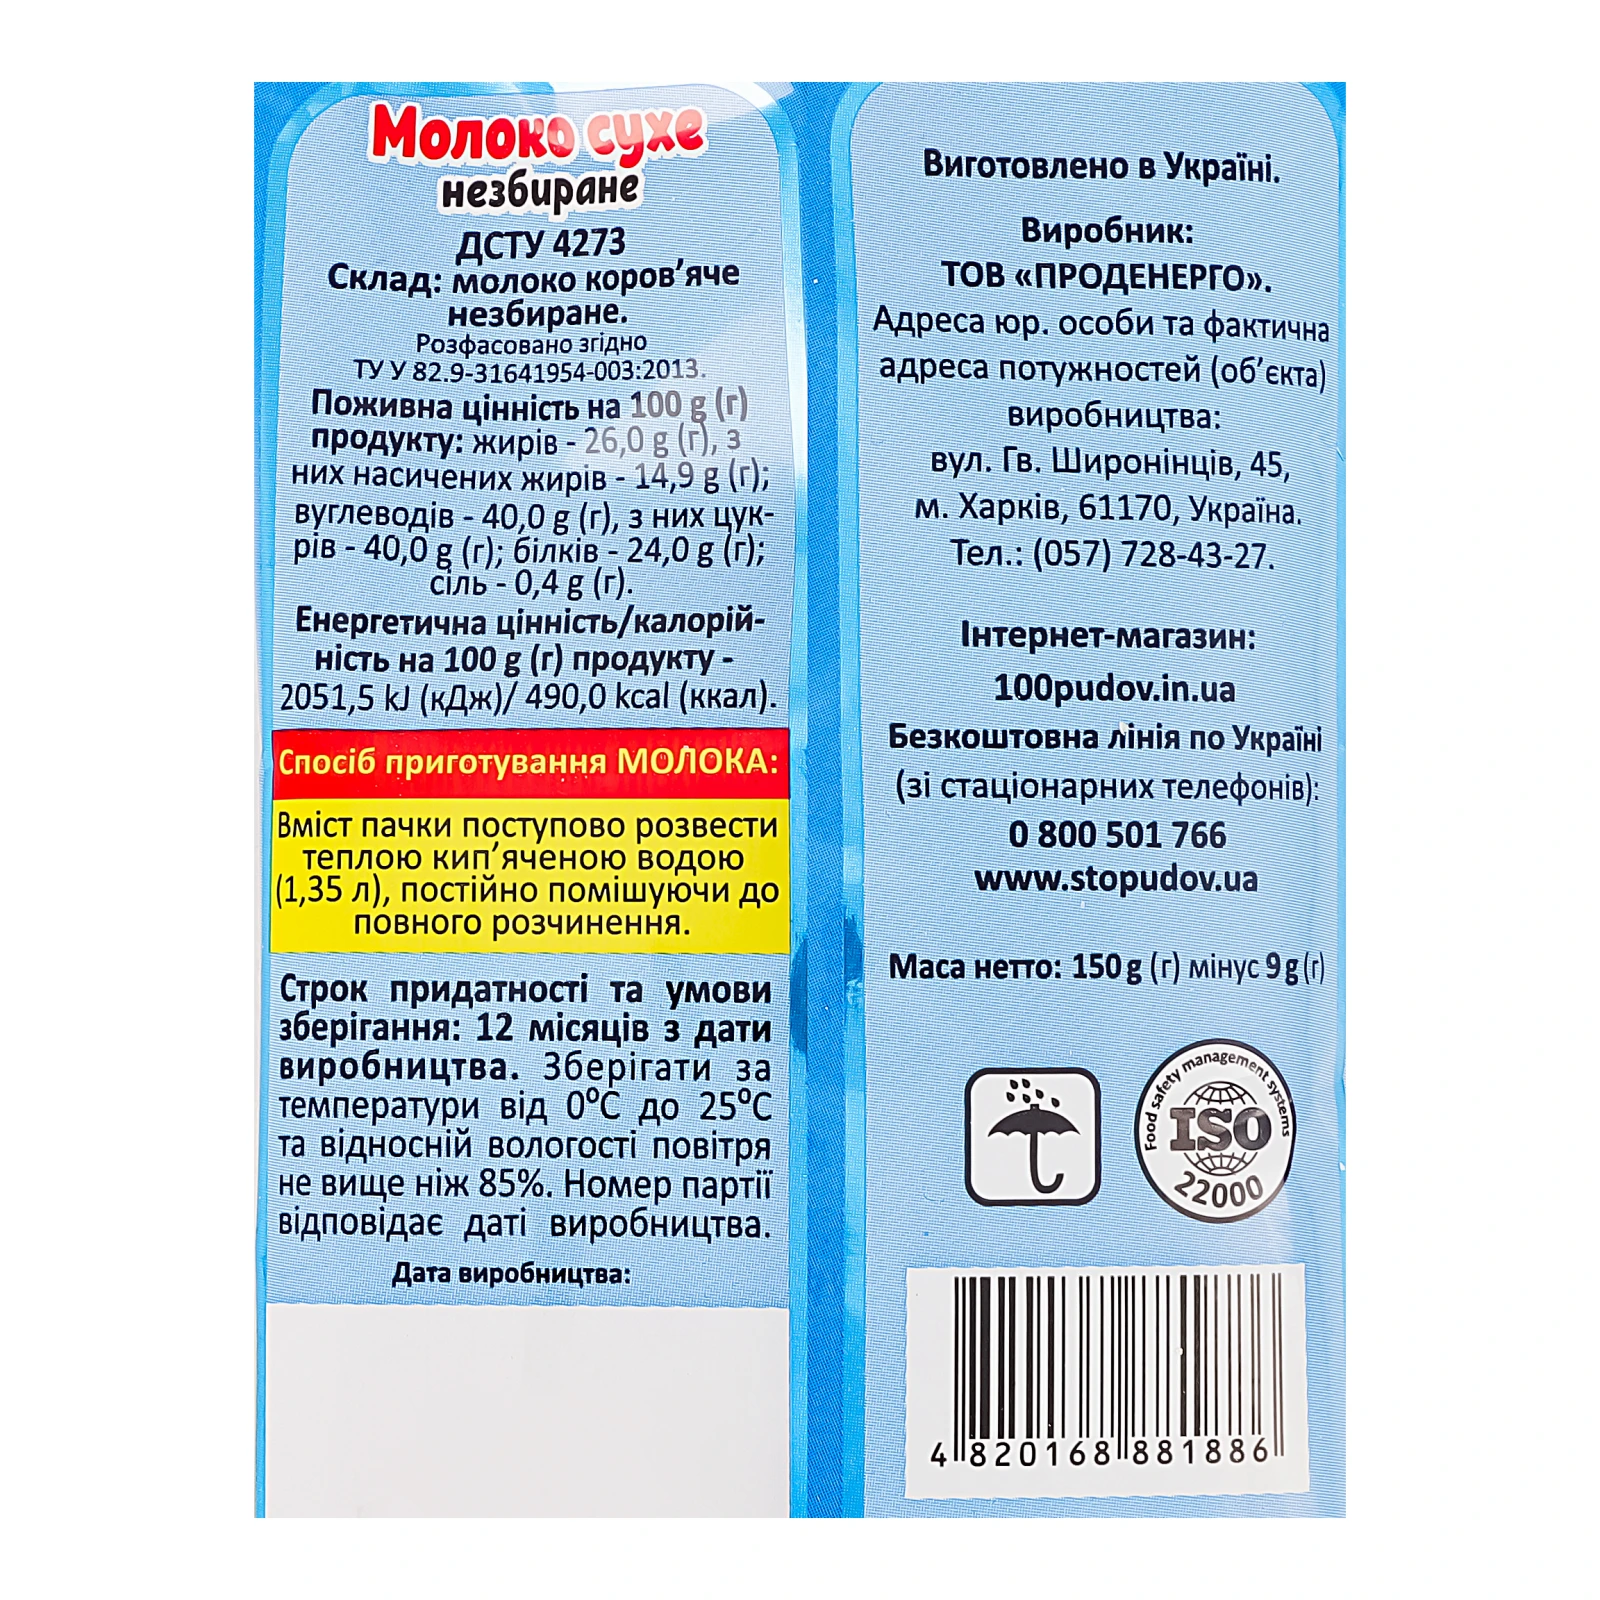 Молоко сухе
незбиране
ДСТУ 4273
Склад: молоко коров’яче
незбиране.
Розфасовано згідно
ТУ У 82.9-31641954-003:2013.
Поживна цінність на 100 g (г)
продукту: жирів - 26,0 g (г), з
них насичених жирів - 14,9 g (г);
вуглеводів - 40,0 g (г), з них цук-
рів - 40,0 g (г); білків - 24,0 g (г);
сіль - 0,4 g (г).
Енергетична цінність/калорій-
ність на 100 g (г) продукту -
2051,5 kJ (кДж)/ 490,0 kcal (ккал).
Спосіб приготування МОЛОКА:
Вміст пачки поступово розвести
теплою кип’яченою водою
(1,35 л), постійно помішуючи до
повного розчинення.
Строк придатності та умови
зберігання: 12 місяців з дати
виробництва. Зберігати за
температури від 0°С до 25°С
та відносній вологості повітря
не вище ніж 85%. Номер партії
відповідає даті виробництва.
Дата виробництва:
Виготовлено в Україні.
Виробник:
ТОВ «ПРОДЕНЕРГО».
Адреса юр. особи та фактична
адреса потужностей (об’єкта)
виробництва:
вул. Гв. Широнінців, 45,
м. Харків, 61170, Україна.
Тел.: (057) 728-43-27.
Інтернет-магазин:
100pudov.in.ua
Безкоштовна лінія по Україні
(зі стаціонарних телефонів):
0 800 501 766
www.stopudov.ua
Маса нетто: 150 g (г) мінус 9 g (г)
Food safety management systems
ISO
22000
4 820168 881886